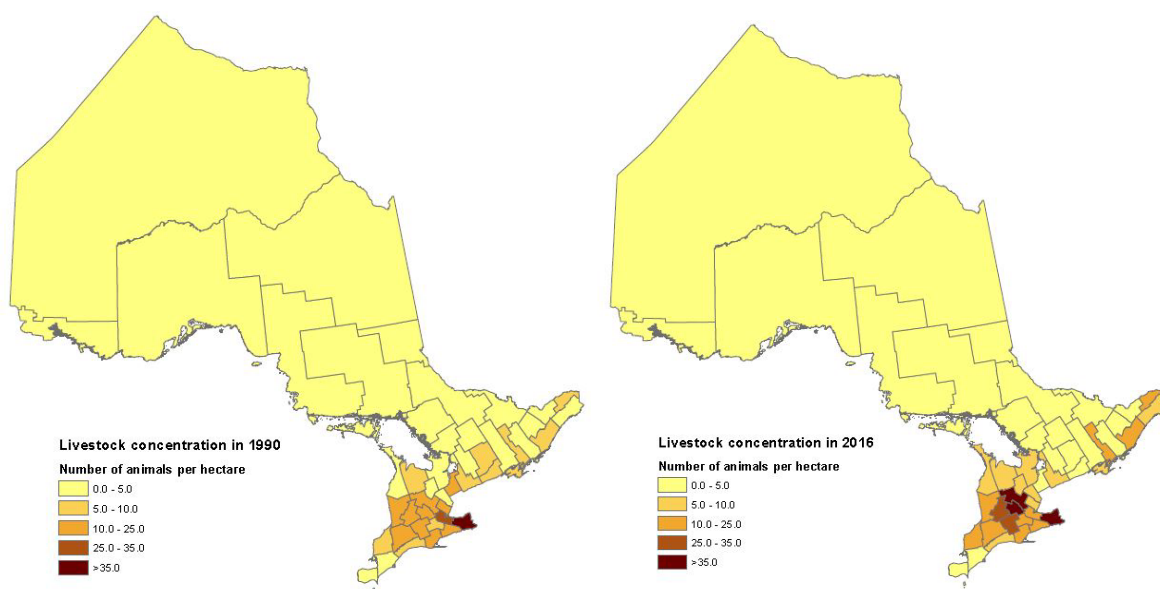 Livestock concentration in 1990
Number of animals per hectare
0.0 - 5.0
5.0 - 10.0
10.0 - 25.0
25.0 - 35.0
>35.0
Livestock concentration in 2016
Number of animals per hectare
0.0 - 5.0
5.0 - 10.0
10.0 - 25.0
25.0 - 35.0
>35.0